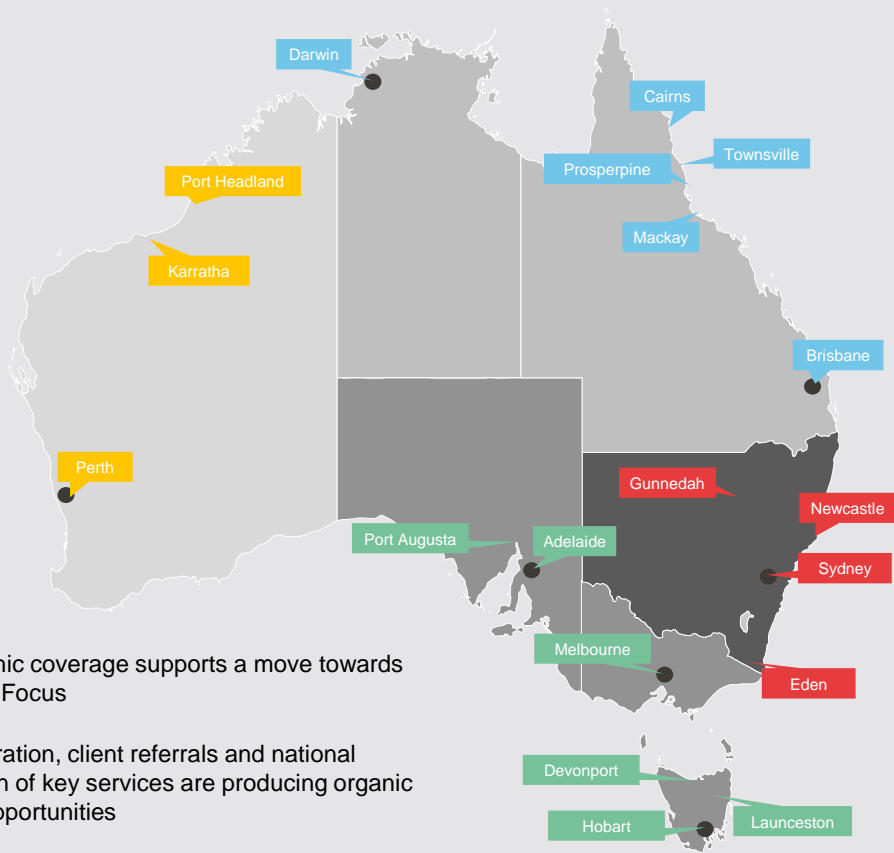 Darwin
Cairns
Townsville
Prosperpine
Port Headland
Mackay
Karratha
Brisbane
Perth
Gunnedah
Newcastle
Port Augusta
Adelaide
Sydney
Melbourne
Eden
nic coverage supports a move towards
Focus
ration, client referrals and national
n of key services are producing organic
pportunities
Devonport
Hobart
Launceston